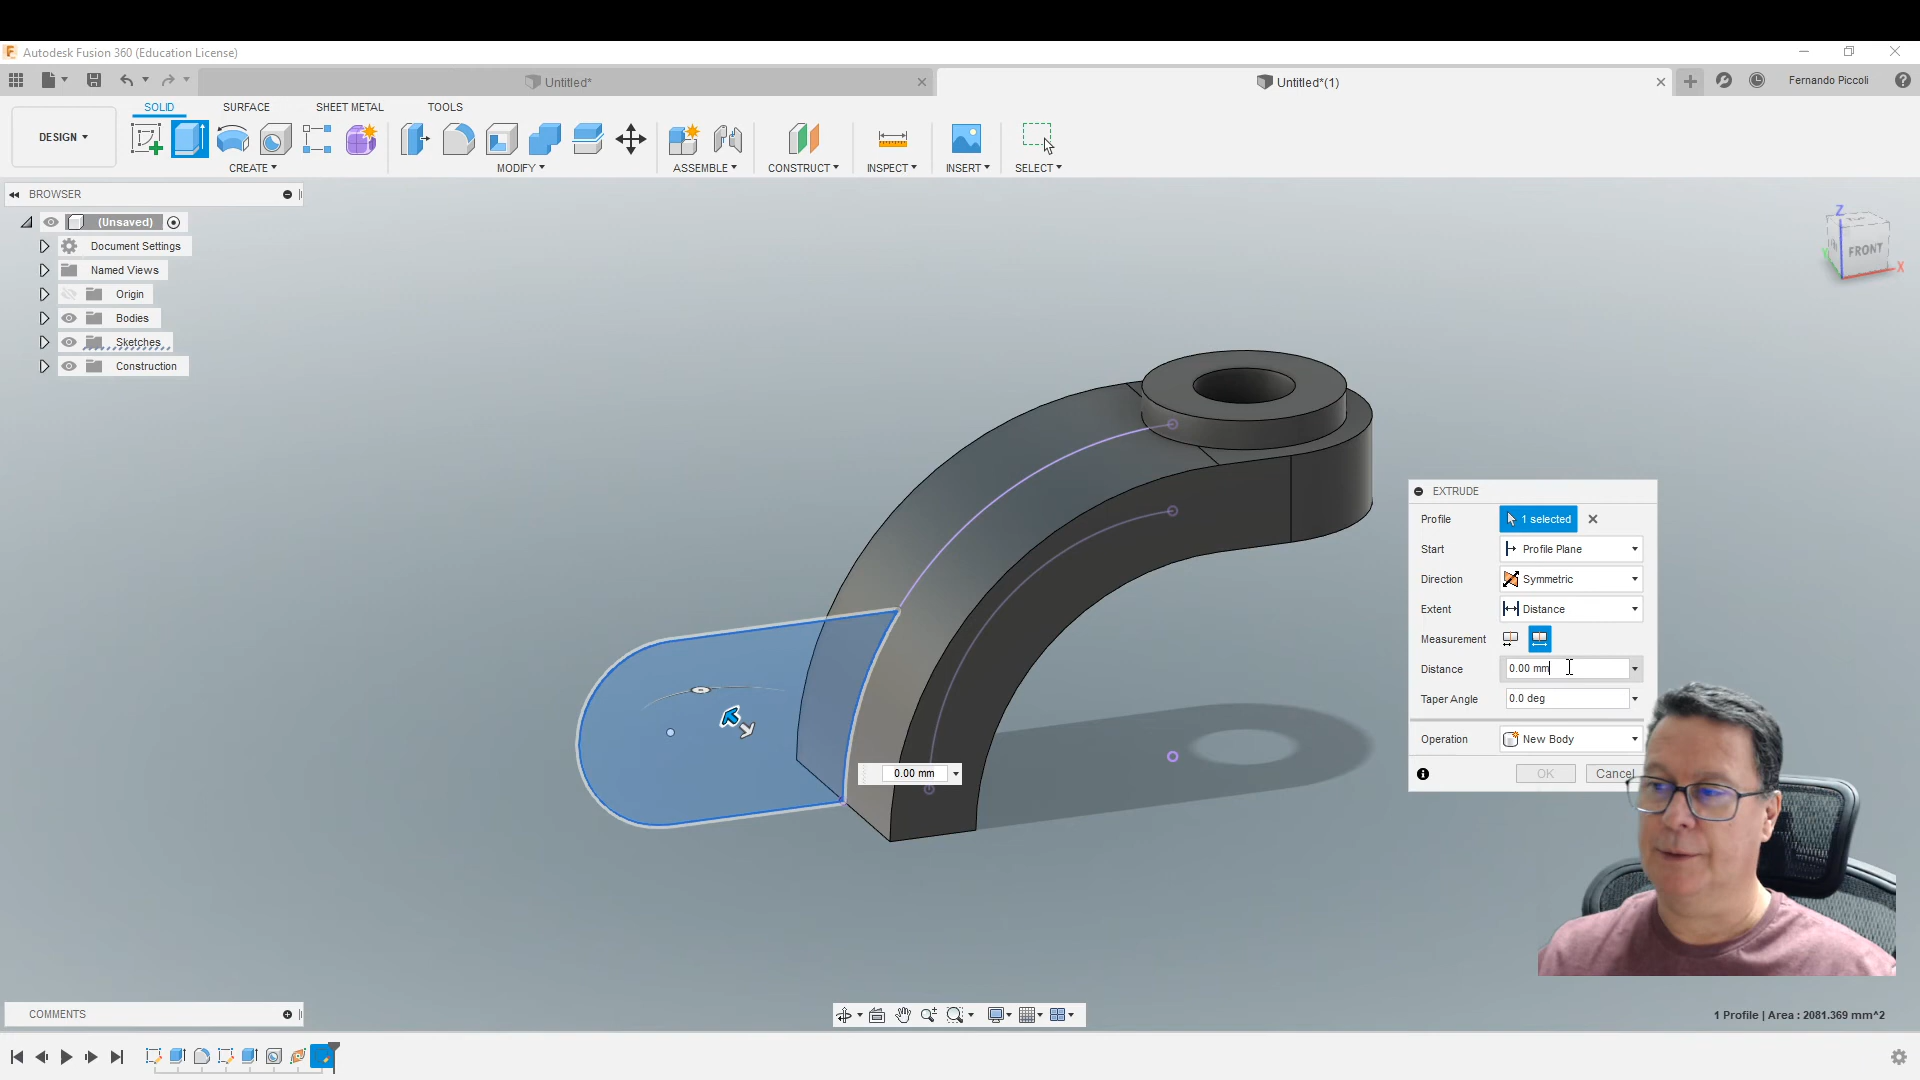 Autodesk Fusion 360 (Education License)
Untitled*
Untitled*(1)
Fernando Piccoli
SOLID
SURFACE
SHEET METAL
TOOLS
DESIGN
CREATE
MODIFY
ASSEMBLE
CONSTRUCT
INSPECT
INSERT
SELECT
BROWSER
(Unsaved)
Document Settings
Named Views
Origin
Bodies
Sketches
Construction
Z
FRONT
Y
X
EXTRUDE
Profile
1 selected
Start
Profile Plane
Direction
Symmetric
Extent
Distance
Measurement
Distance
0.00 mm
Taper Angle
0.0 deg
Operation
New Body
OK
Cancel
0.00 mm
COMMENTS
1 Profile | Area : 2081.369 mm^2